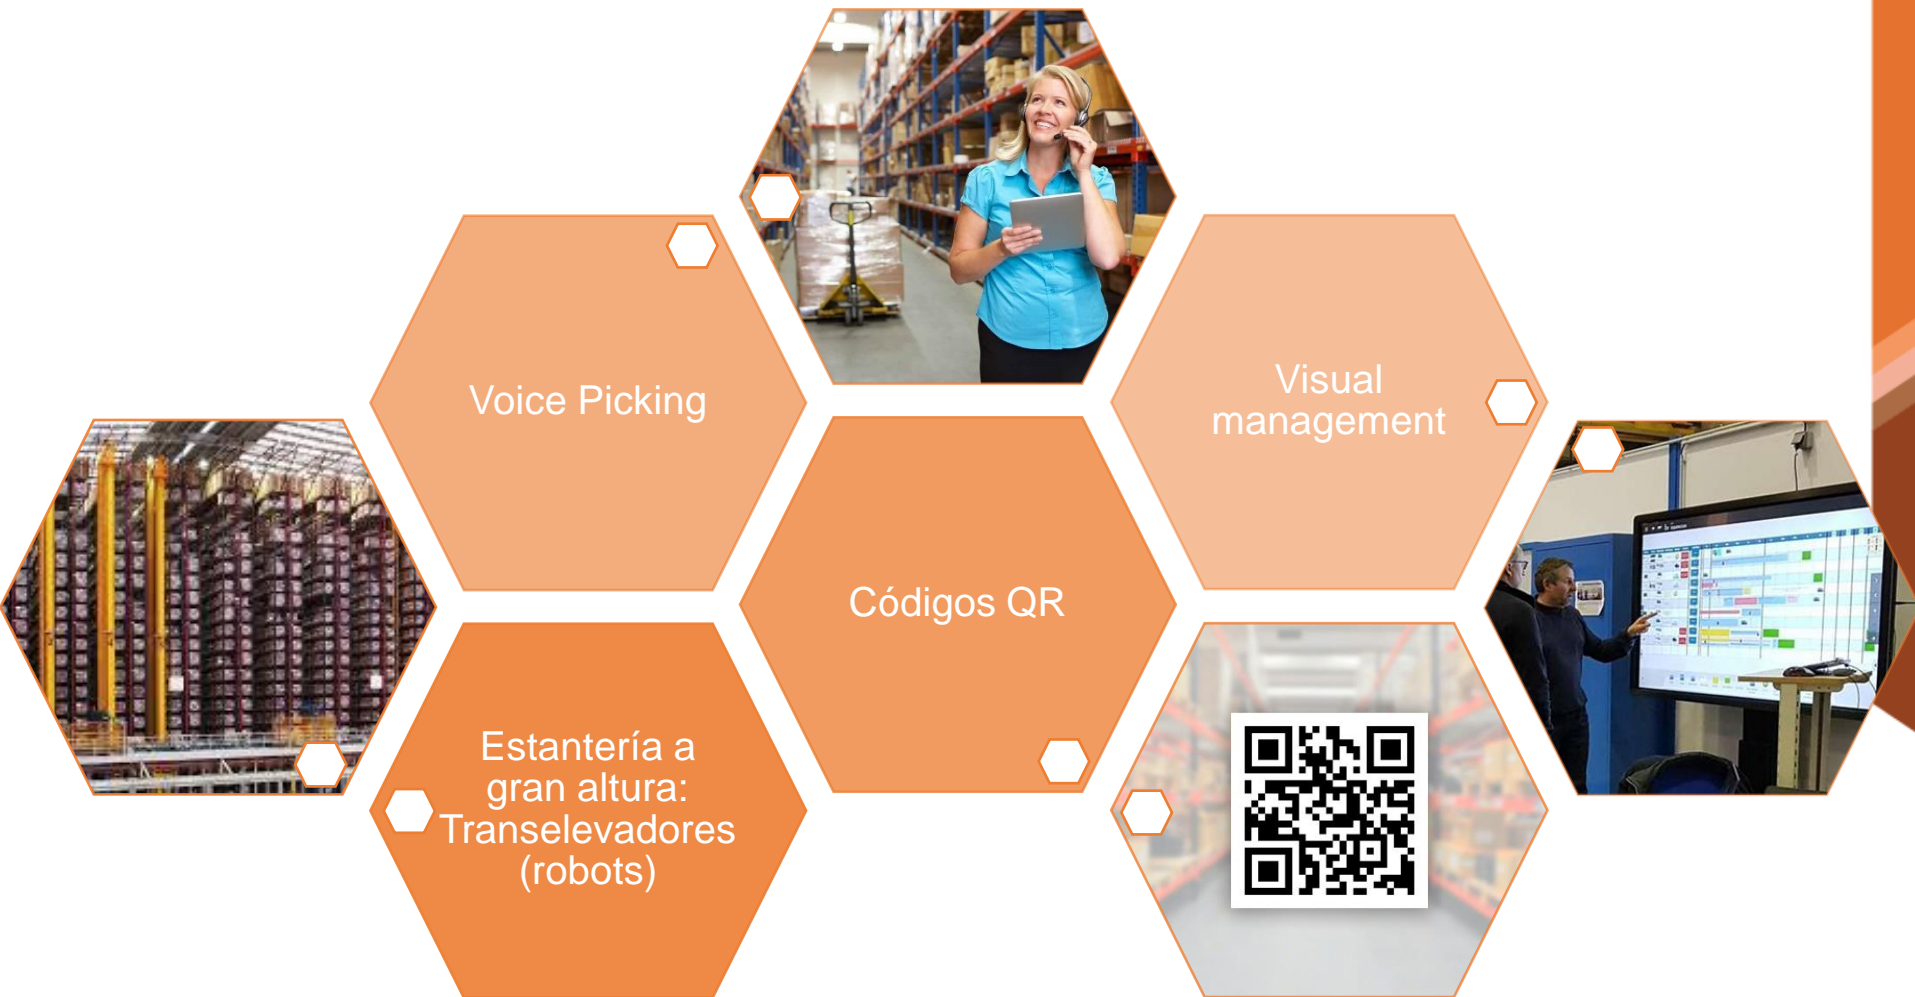 Voice Picking
Visual
management
Códigos QR
Estantería a
gran altura:
Transelevadores
(robots)